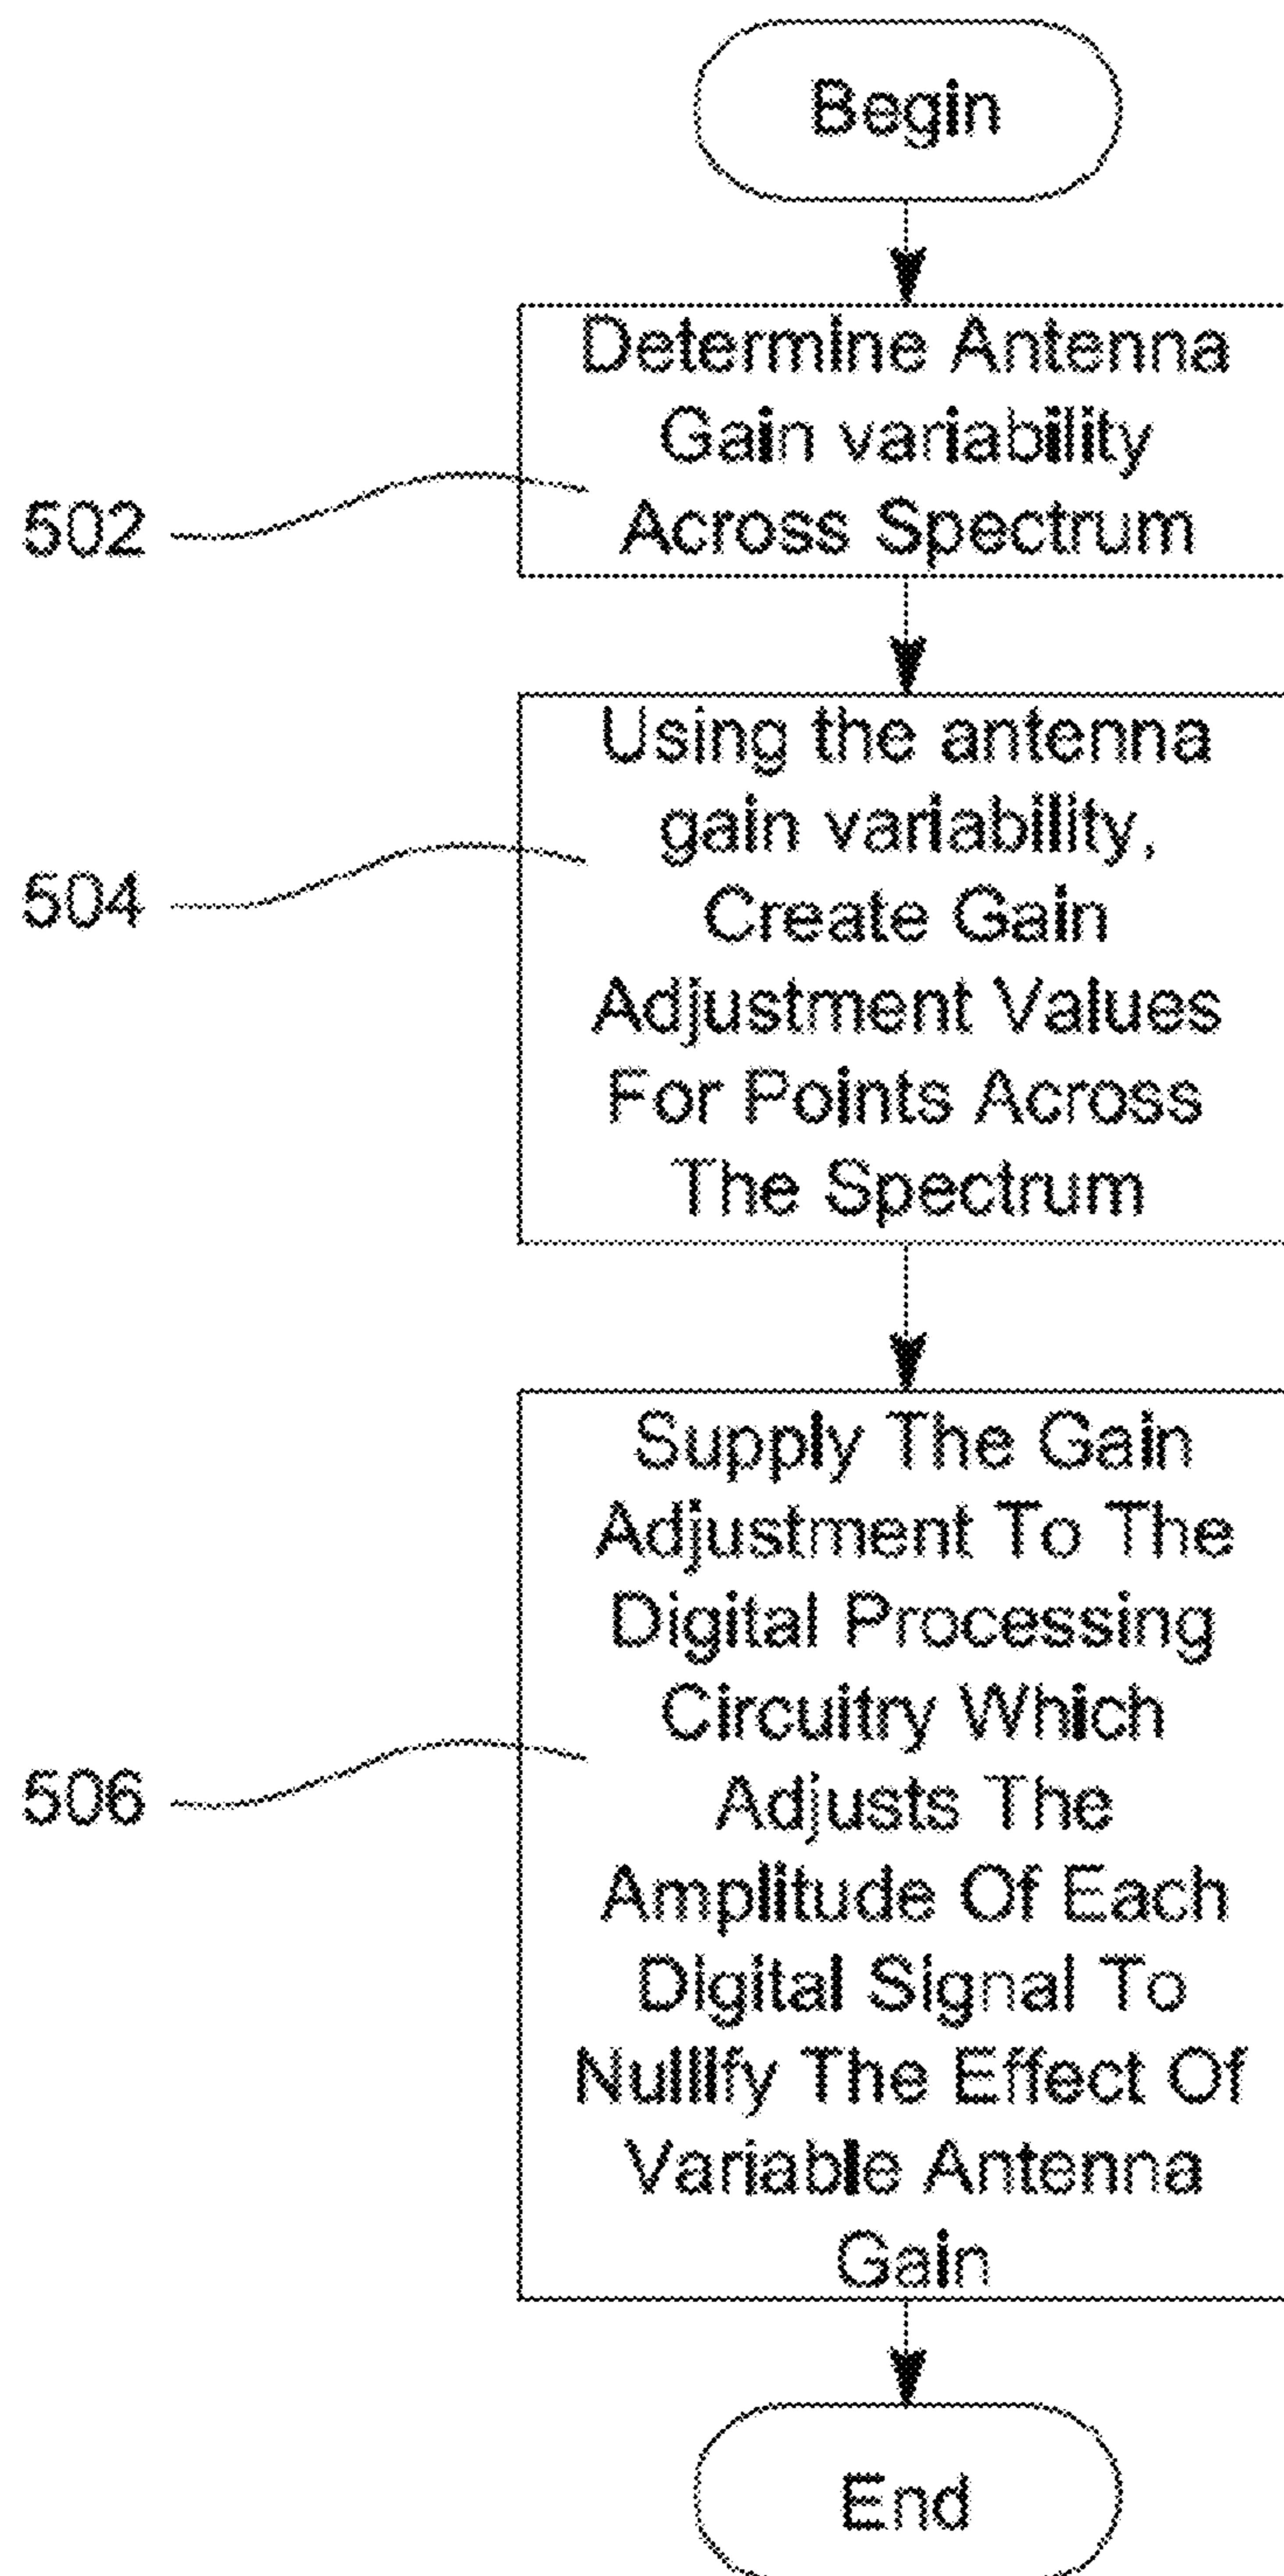 Begin
Determine Antenna
Gain variability
Across Spectrum
502
Using the antenna
gain variability,
Create Gain
Adjustment Values
For Points Across
The Spectrum
504
Supply The Gain
Adjustment To The
Digital Processing
Circuitry Which
Adjusts The
Amplitude Of Each
Digital Signal To
Nullify The Effect Of
Variable Antenna
Gain
506
End